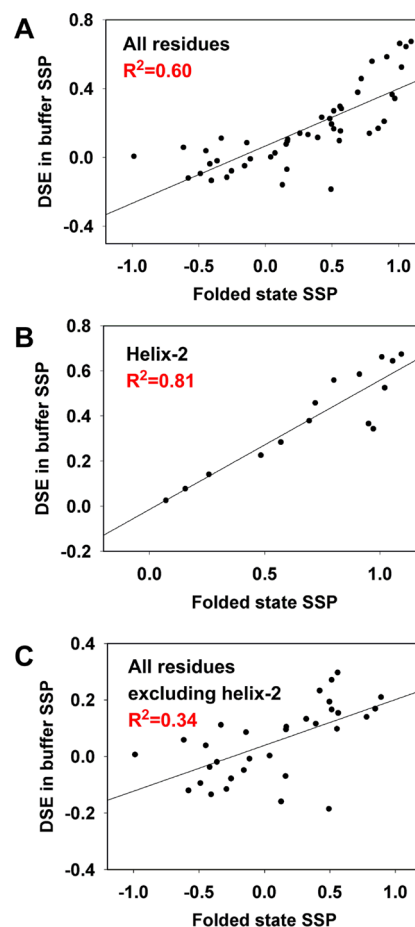 A
All residues
R²=0.60
DSE in buffer SSP
0.8
0.4
0.0
-0.4
-1.0 -0.5 0.0 0.5 1.0
Folded state SSP
B
Helix-2
R²=0.81
DSE in buffer SSP
0.8
0.6
0.4
0.2
0.0
-0.2
0.0 0.5 1.0
Folded state SSP
C
All residues
excluding helix-2
R²=0.34
DSE in buffer SSP
0.4
0.2
0.0
-0.2
-0.4
-1.0 -0.5 0.0 0.5 1.0
Folded state SSP